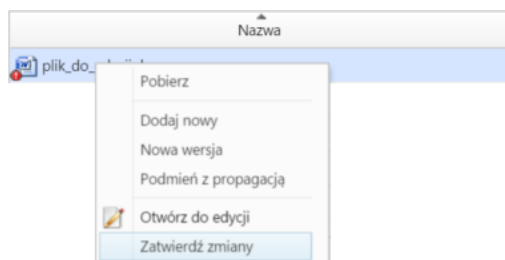 Nazwa
plik_do_
Pobierz
Dodaj nowy
Nowa wersja
Podmień z propagacją
Otwórz do edycji
Zatwierdź zmiany